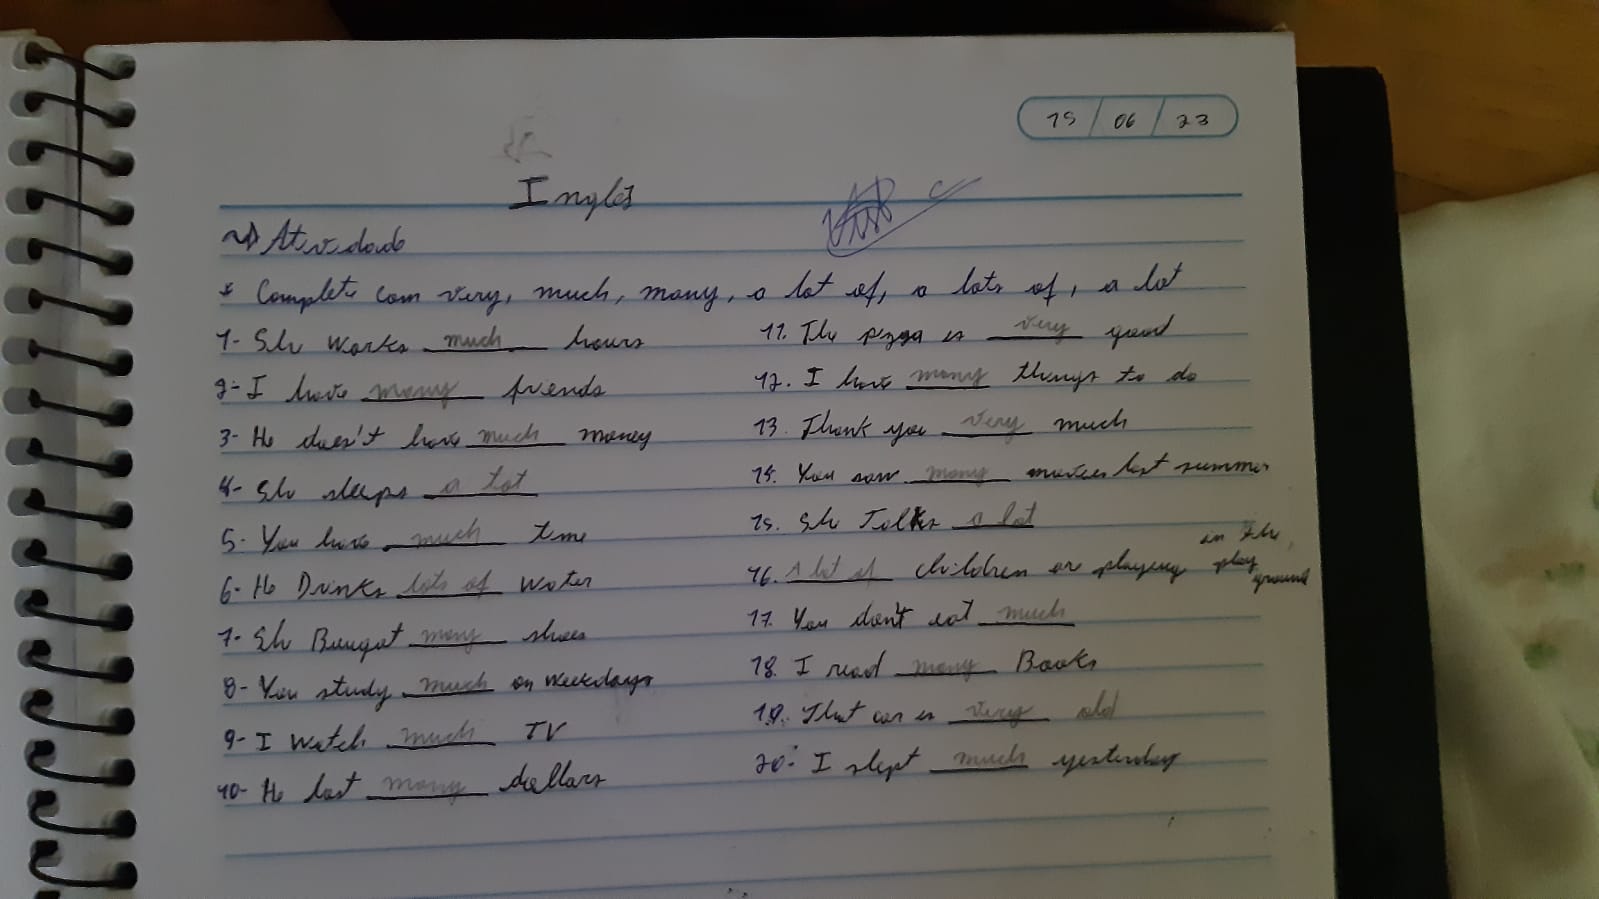 15 / 06 / 23
Inglês
Atividade
* Complete com very, much, many, a lot of, a lots of, a lot
1- She works much hours
2- I have many friends
3- He does't have much money
4- She sleeps a lot
5- You have much time
6- He Drinks lots of water
7- She Bougot many shoes
8- You study much on weekdays
9- I watch much TV
10- He lost many dollars
11. The pizza is very good
12. I have many things to do
13. Thank you very much
14. You saw many movies last summer
15. She Talks a lot
16. A lot of children are playing in the play ground
17. You don't eat much
18. I read many Books
19. That car is very old
20- I slept much yesterday